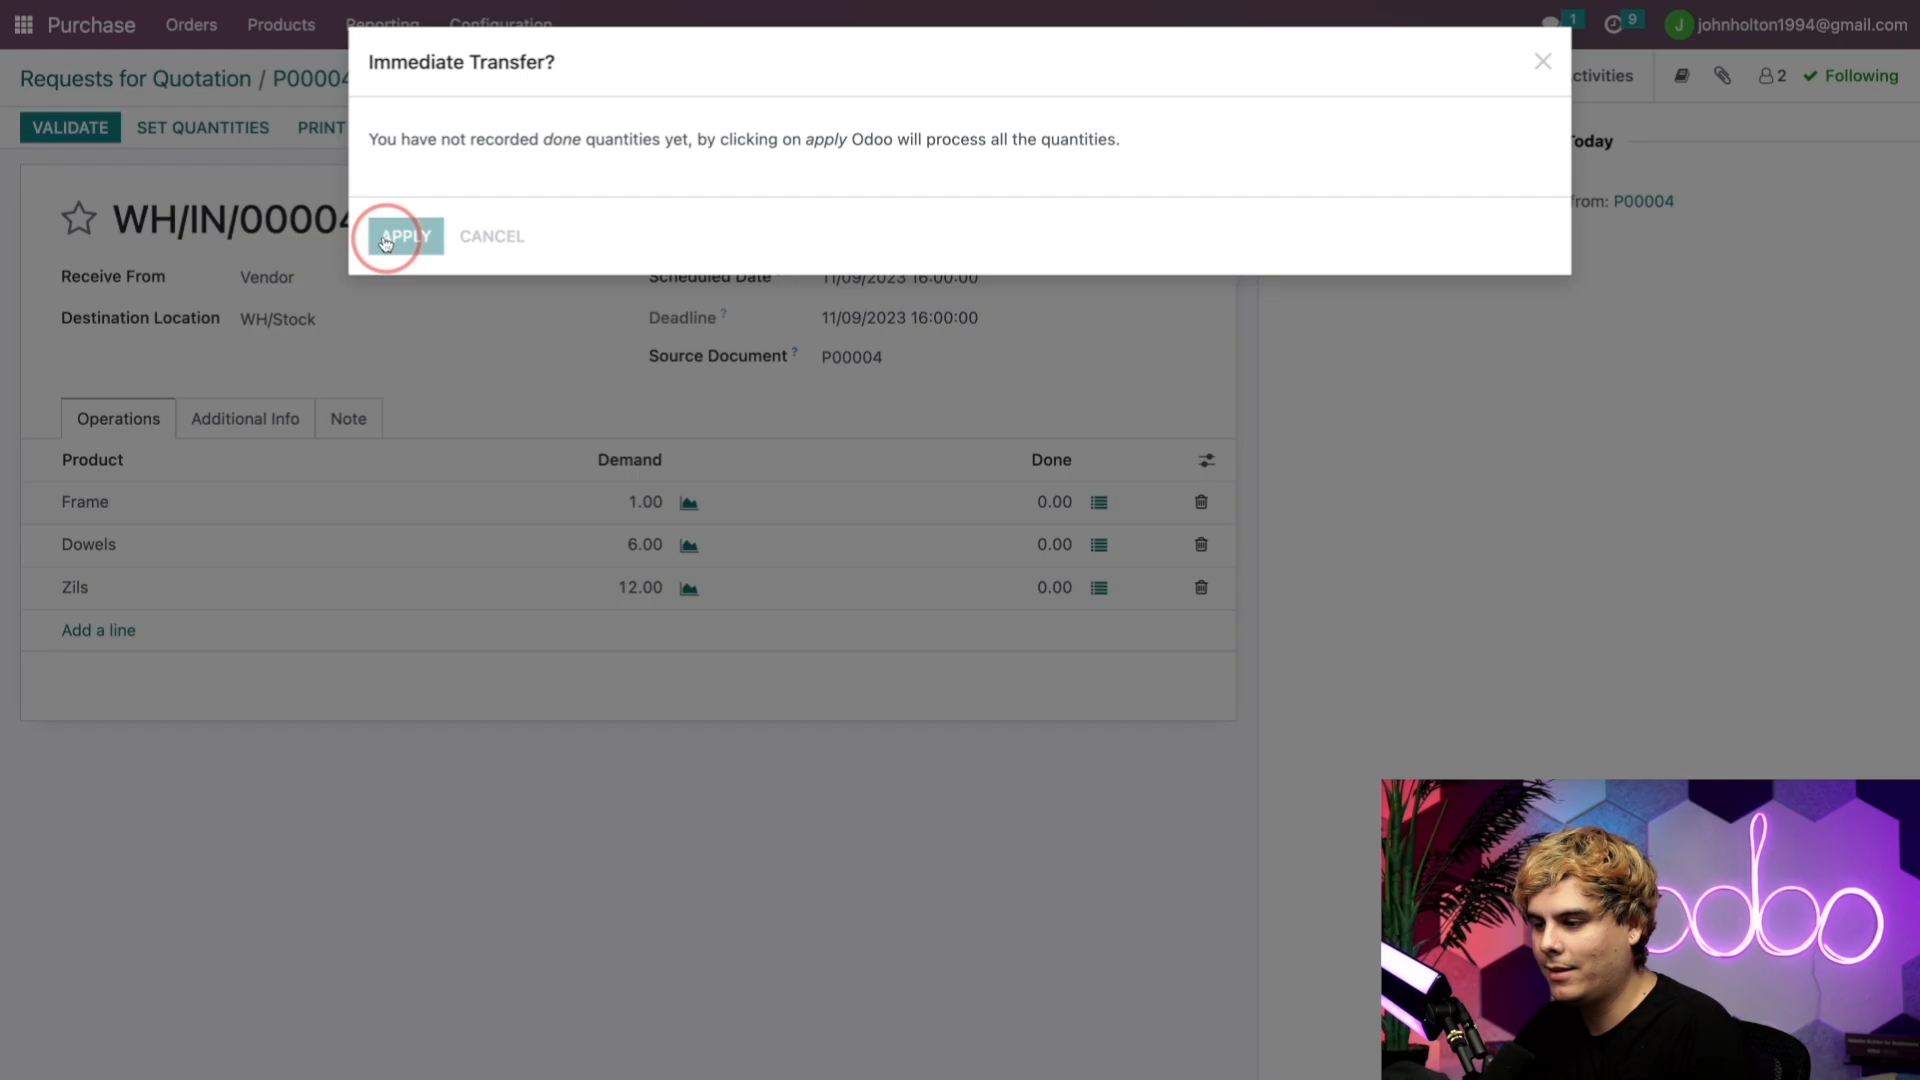 Purchase
Orders
Products
Reporting
Configuration
1
9
J
johnholton1994@gmail.com
Requests for Quotation / P00004
2
Following
VALIDATE
SET QUANTITIES
PRINT
Immediate Transfer?
You have not recorded done quantities yet, by clicking on apply Odoo will process all the quantities.
APPLY
CANCEL
from: P00004
Today
WH/IN/00004
Receive From
Vendor
Destination Location
WH/Stock
Scheduled Date
11/09/2023 16:00:00
Deadline ?
11/09/2023 16:00:00
Source Document ?
P00004
Operations
Additional Info
Note
Product
Demand
Done
Frame
1.00
0.00
Dowels
6.00
0.00
Zils
12.00
0.00
Add a line
odoo